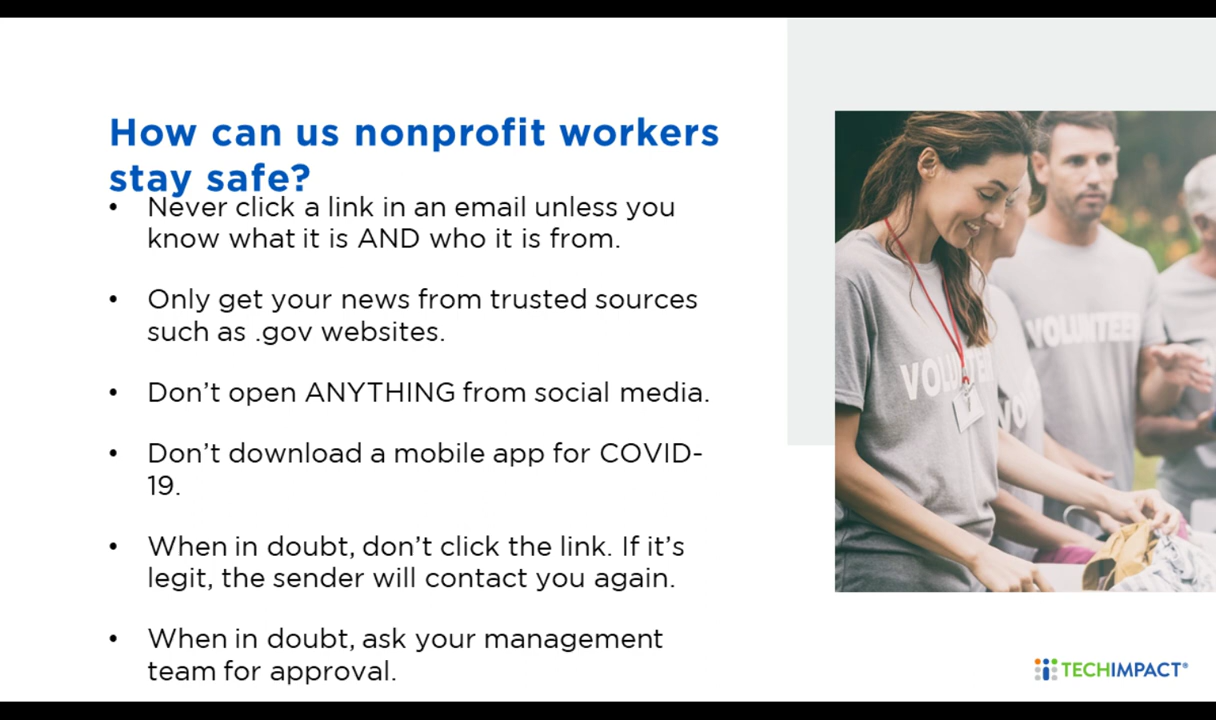 How can us nonprofit workers
stay safe?
• Never click a link in an email unless you
know what it is AND who it is from.
• Only get your news from trusted sources
such as .gov websites.
• Don’t open ANYTHING from social media.
• Don’t download a mobile app for COVID-
19.
• When in doubt, don’t click the link. If it’s
legit, the sender will contact you again.
• When in doubt, ask your management
team for approval.
VOLUNTEER
VOLUNTEER
VO
TECHIMPACT®